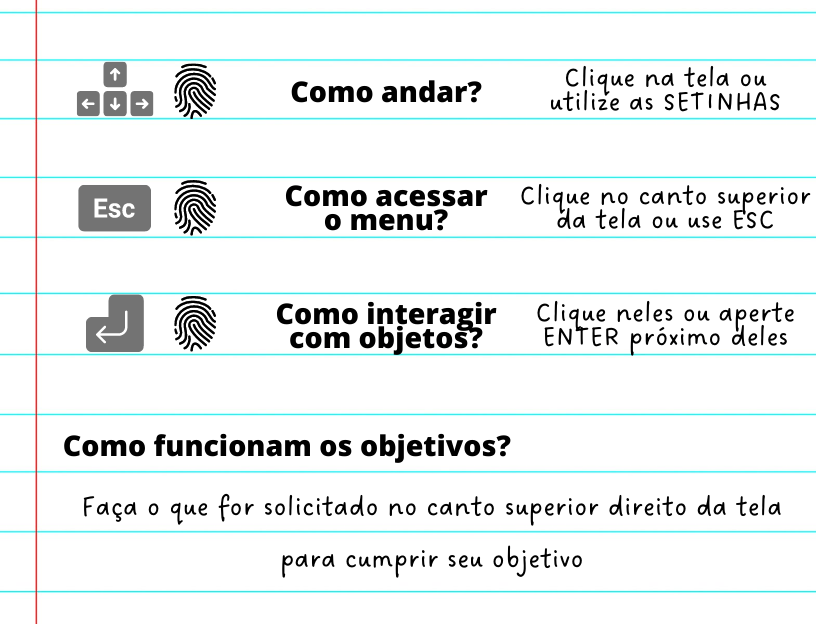 Como andar?
Clique na tela ou
utilize as SETINHAS
Esc
Como acessar
o menu?
Clique no canto superior
da tela ou use ESC
Como interagir
com objetos?
Clique neles ou aperte
ENTER próximo deles
Como funcionam os objetivos?
Faça o que for solicitado no canto superior direito da tela
para cumprir seu objetivo